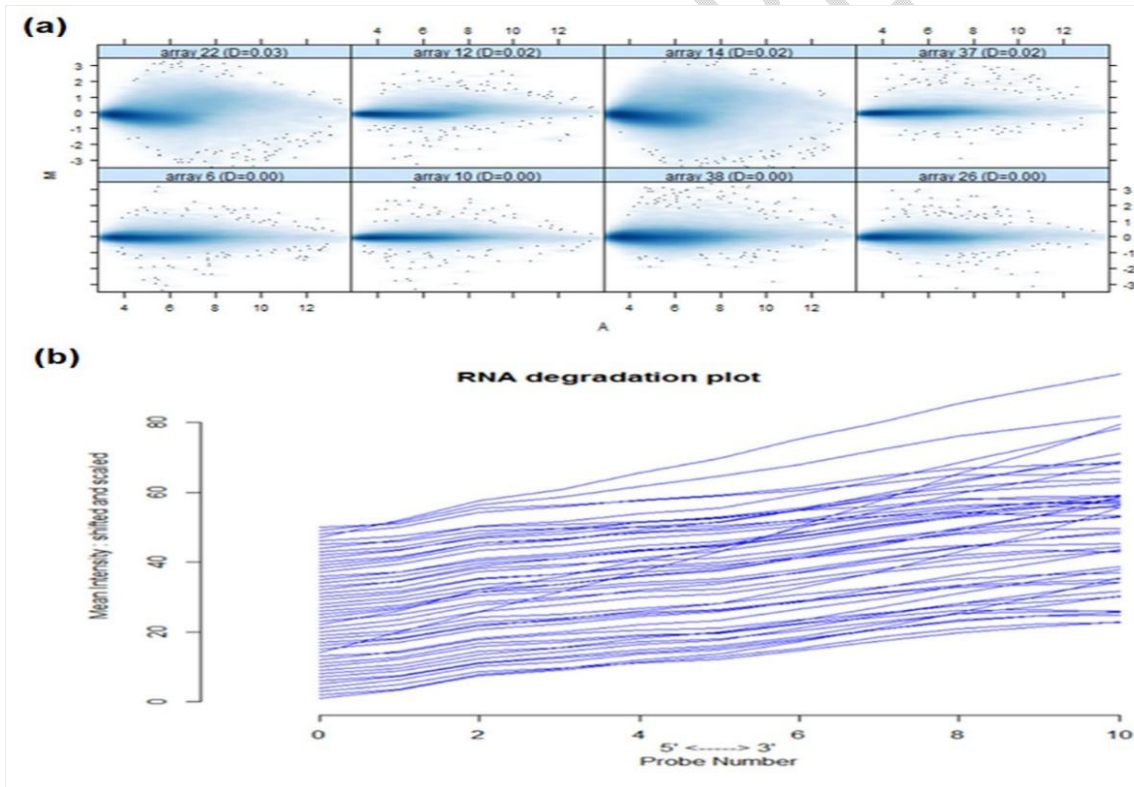 (a)
4 6 8 10 12 4 6 8 10 12
array 22 (D=0.03) array 12 (D=0.02) array 14 (D=0.02) array 37 (D=0.02)
3
2
1
0
-1
-2
-3
M
array 6 (D=0.00) array 10 (D=0.00) array 38 (D=0.00) array 26 (D=0.00)
3
2
1
0
-1
-2
-3
4 6 8 10 12 4 6 8 10 12
A
(b)
RNA degradation plot
Mean Intensity : shifted and scaled
80
60
40
20
0
0 2 4 6 8 10
5' <-----> 3'
Probe Number